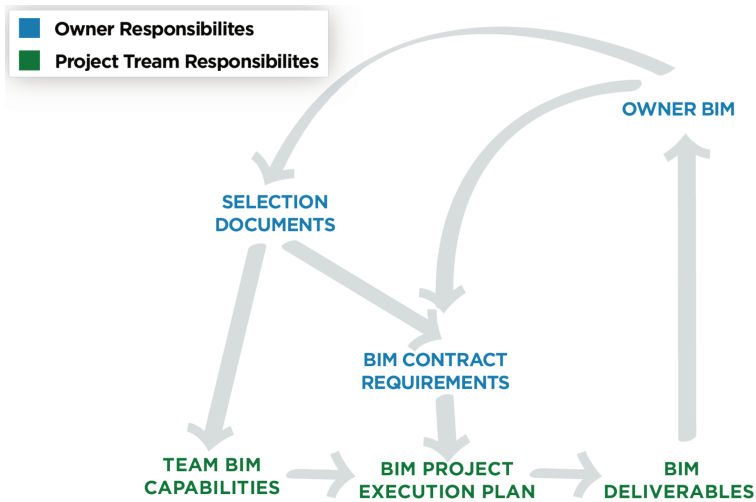 Owner Responsibilites
Project Tream Responsibilites
OWNER BIM
SELECTION
DOCUMENTS
BIM CONTRACT
REQUIREMENTS
TEAM BIM
CAPABILITIES
BIM PROJECT
EXECUTION PLAN
BIM
DELIVERABLES